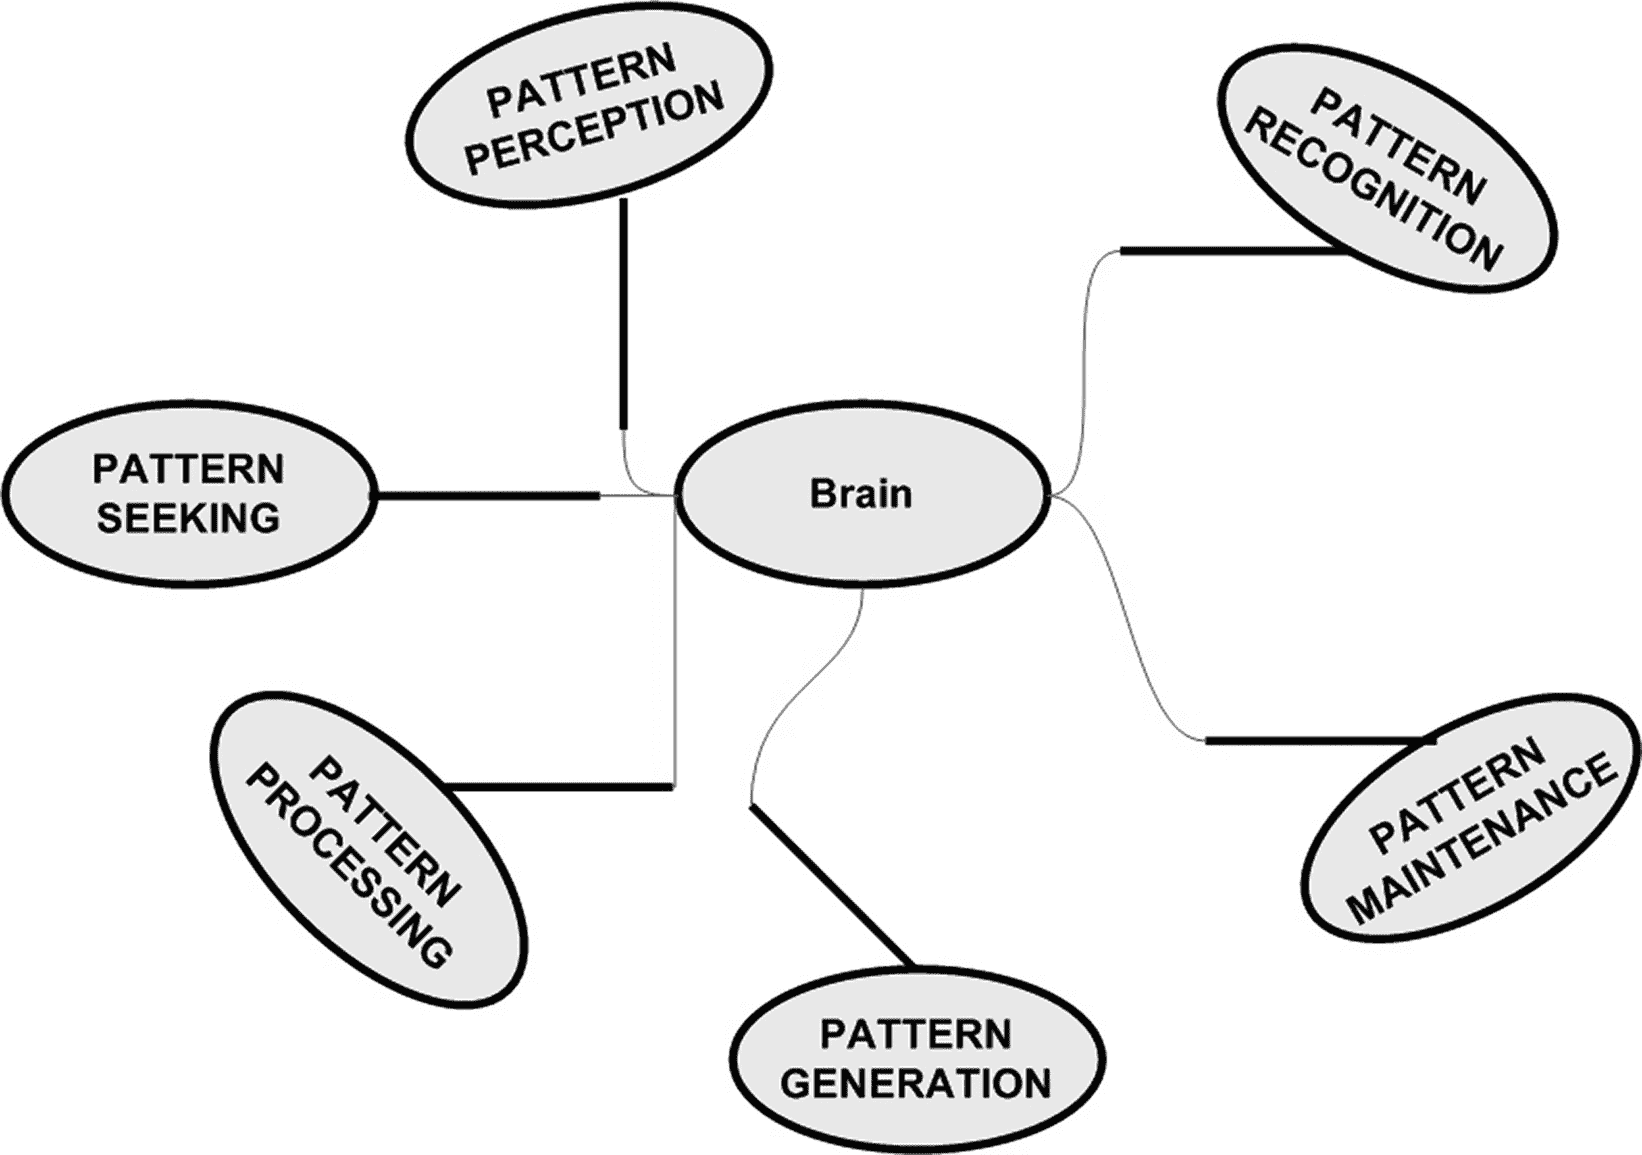 PATTERN
PERCEPTION
PATTERN
RECOGNITION
PATTERN
SEEKING
Brain
PATTERN
PROCESSING
PATTERN
MAINTENANCE
PATTERN
GENERATION